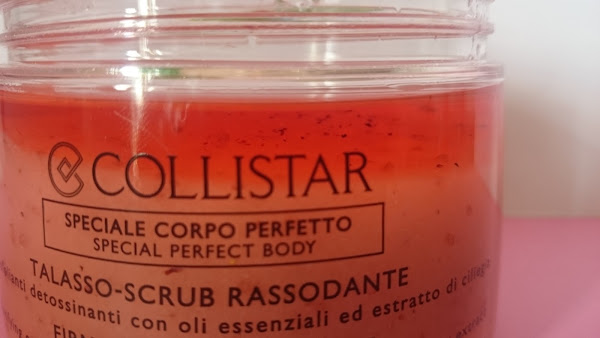 COLLISTAR
SPECIALE CORPO PERFETTO
SPECIAL PERFECT BODY
TALASSO-SCRUB RASSODANTE
detossinanti con oli essenziali ed estratto di ciliegia